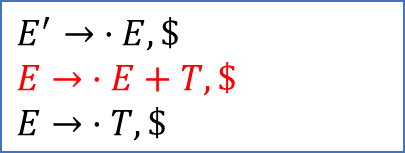 E′ → · E, $
E → · E + T, $
E → · T, $